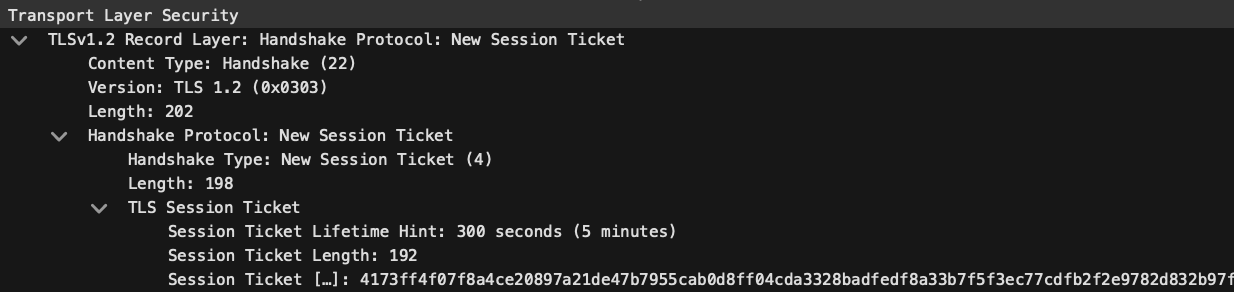 Transport Layer Security
TLSv1.2 Record Layer: Handshake Protocol: New Session Ticket
Content Type: Handshake (22)
Version: TLS 1.2 (0x0303)
Length: 202
Handshake Protocol: New Session Ticket
Handshake Type: New Session Ticket (4)
Length: 198
TLS Session Ticket
Session Ticket Lifetime Hint: 300 seconds (5 minutes)
Session Ticket Length: 192
Session Ticket […]: 4173ff4f07f8a4ce20897a21de47b7955cab0d8ff04cda3328badfedf8a33b7f5f3ec77cdfb2f2e9782d832b97f